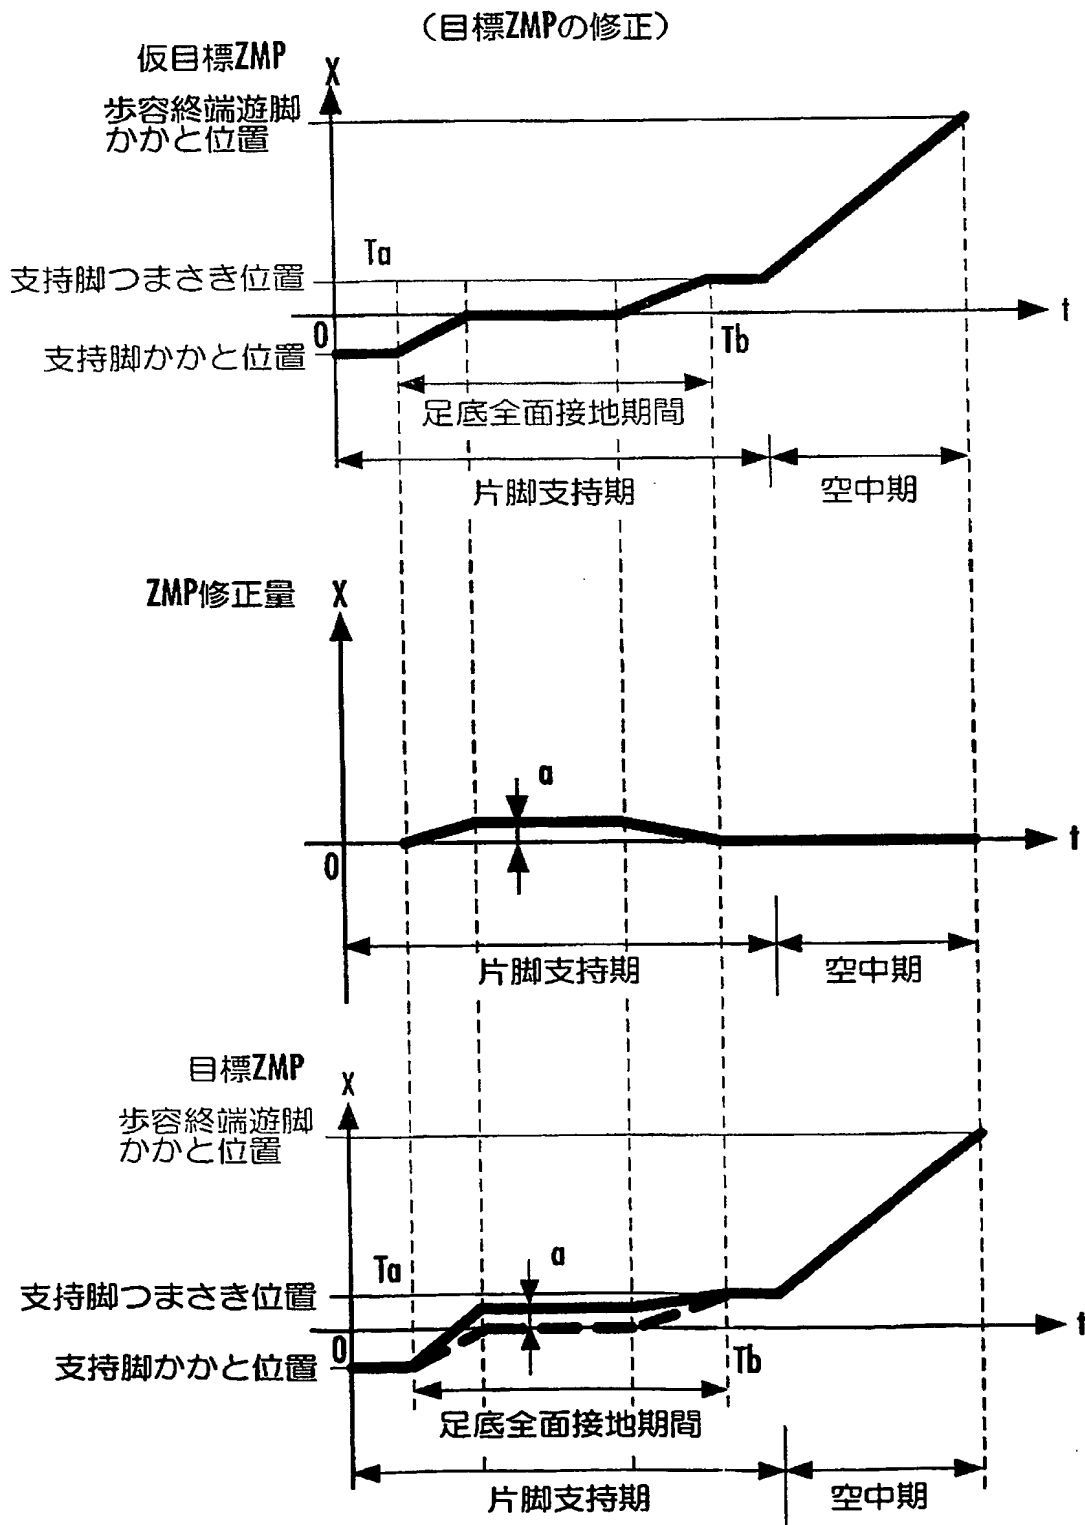 (目標ZMPの修正)
仮目標ZMP
X
歩容終端遊脚
かかと位置
Ta
支持脚つまさき位置
t
0
Tb
支持脚かかと位置
足底全面接地期間
片脚支持期
空中期
ZMP修正量
X
a
t
0
片脚支持期
空中期
目標ZMP
X
歩容終端遊脚
かかと位置
a
Ta
支持脚つまさき位置
t
0
Tb
支持脚かかと位置
足底全面接地期間
片脚支持期
空中期